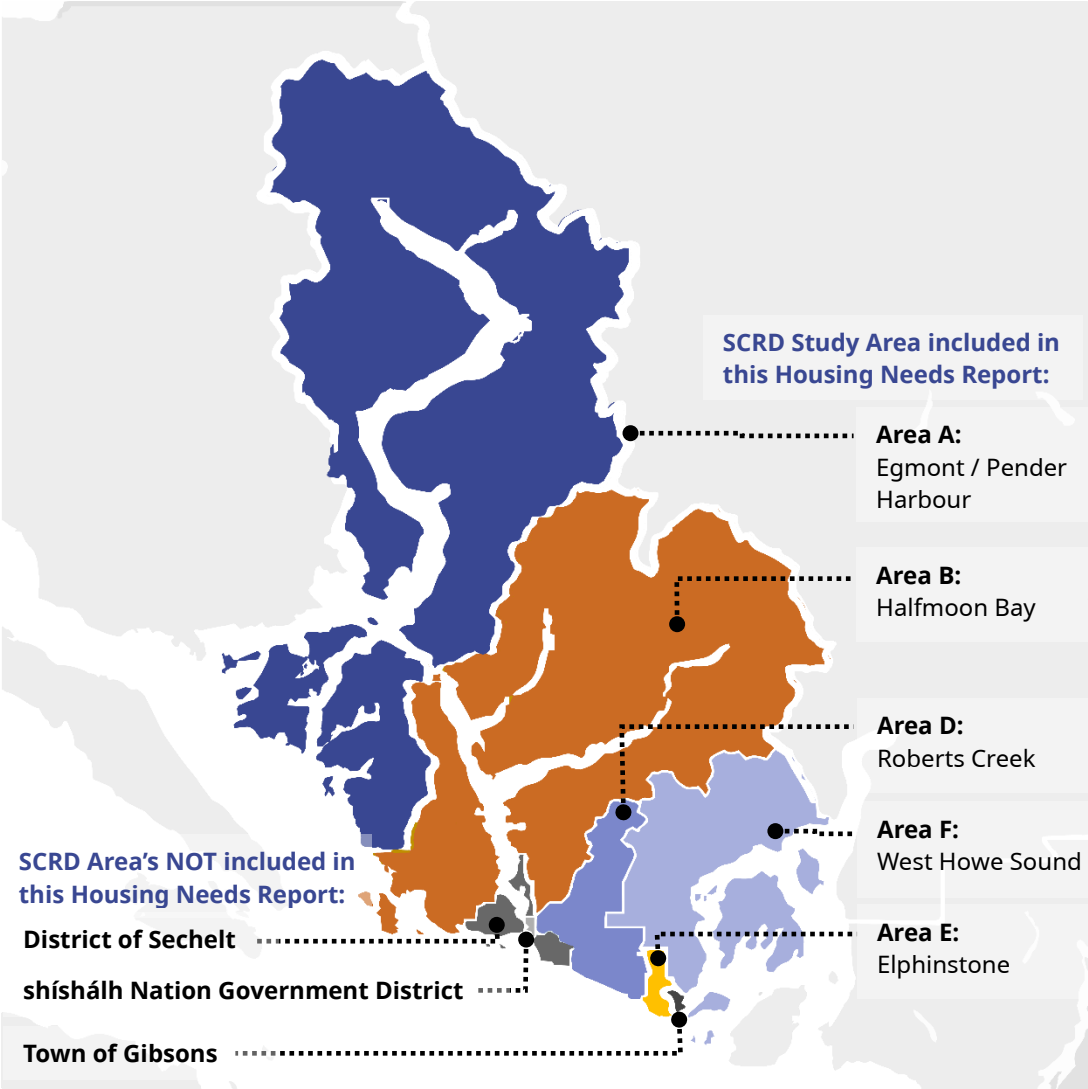 SCRD Study Area included in
this Housing Needs Report:
Area A:
Egmont / Pender
Harbour
Area B:
Halfmoon Bay
Area D:
Roberts Creek
Area F:
West Howe Sound
Area E:
Elphinstone
SCRD Area’s NOT included in
this Housing Needs Report:
District of Sechelt
shíshálh Nation Government District
Town of Gibsons